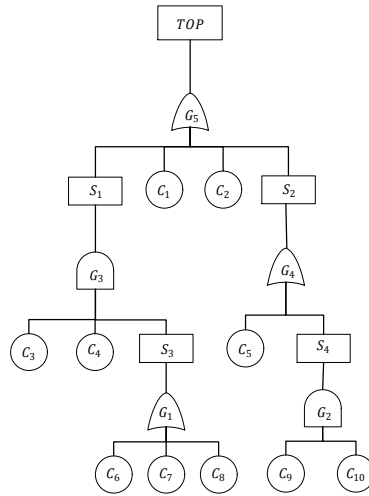 TOP
G₅
S₁ C₁ C₂ S₂
G₃ G₄
C₃ C₄ S₃ C₅ S₄
G₁ G₂
C₆ C₇ C₈ C₉ C₁₀